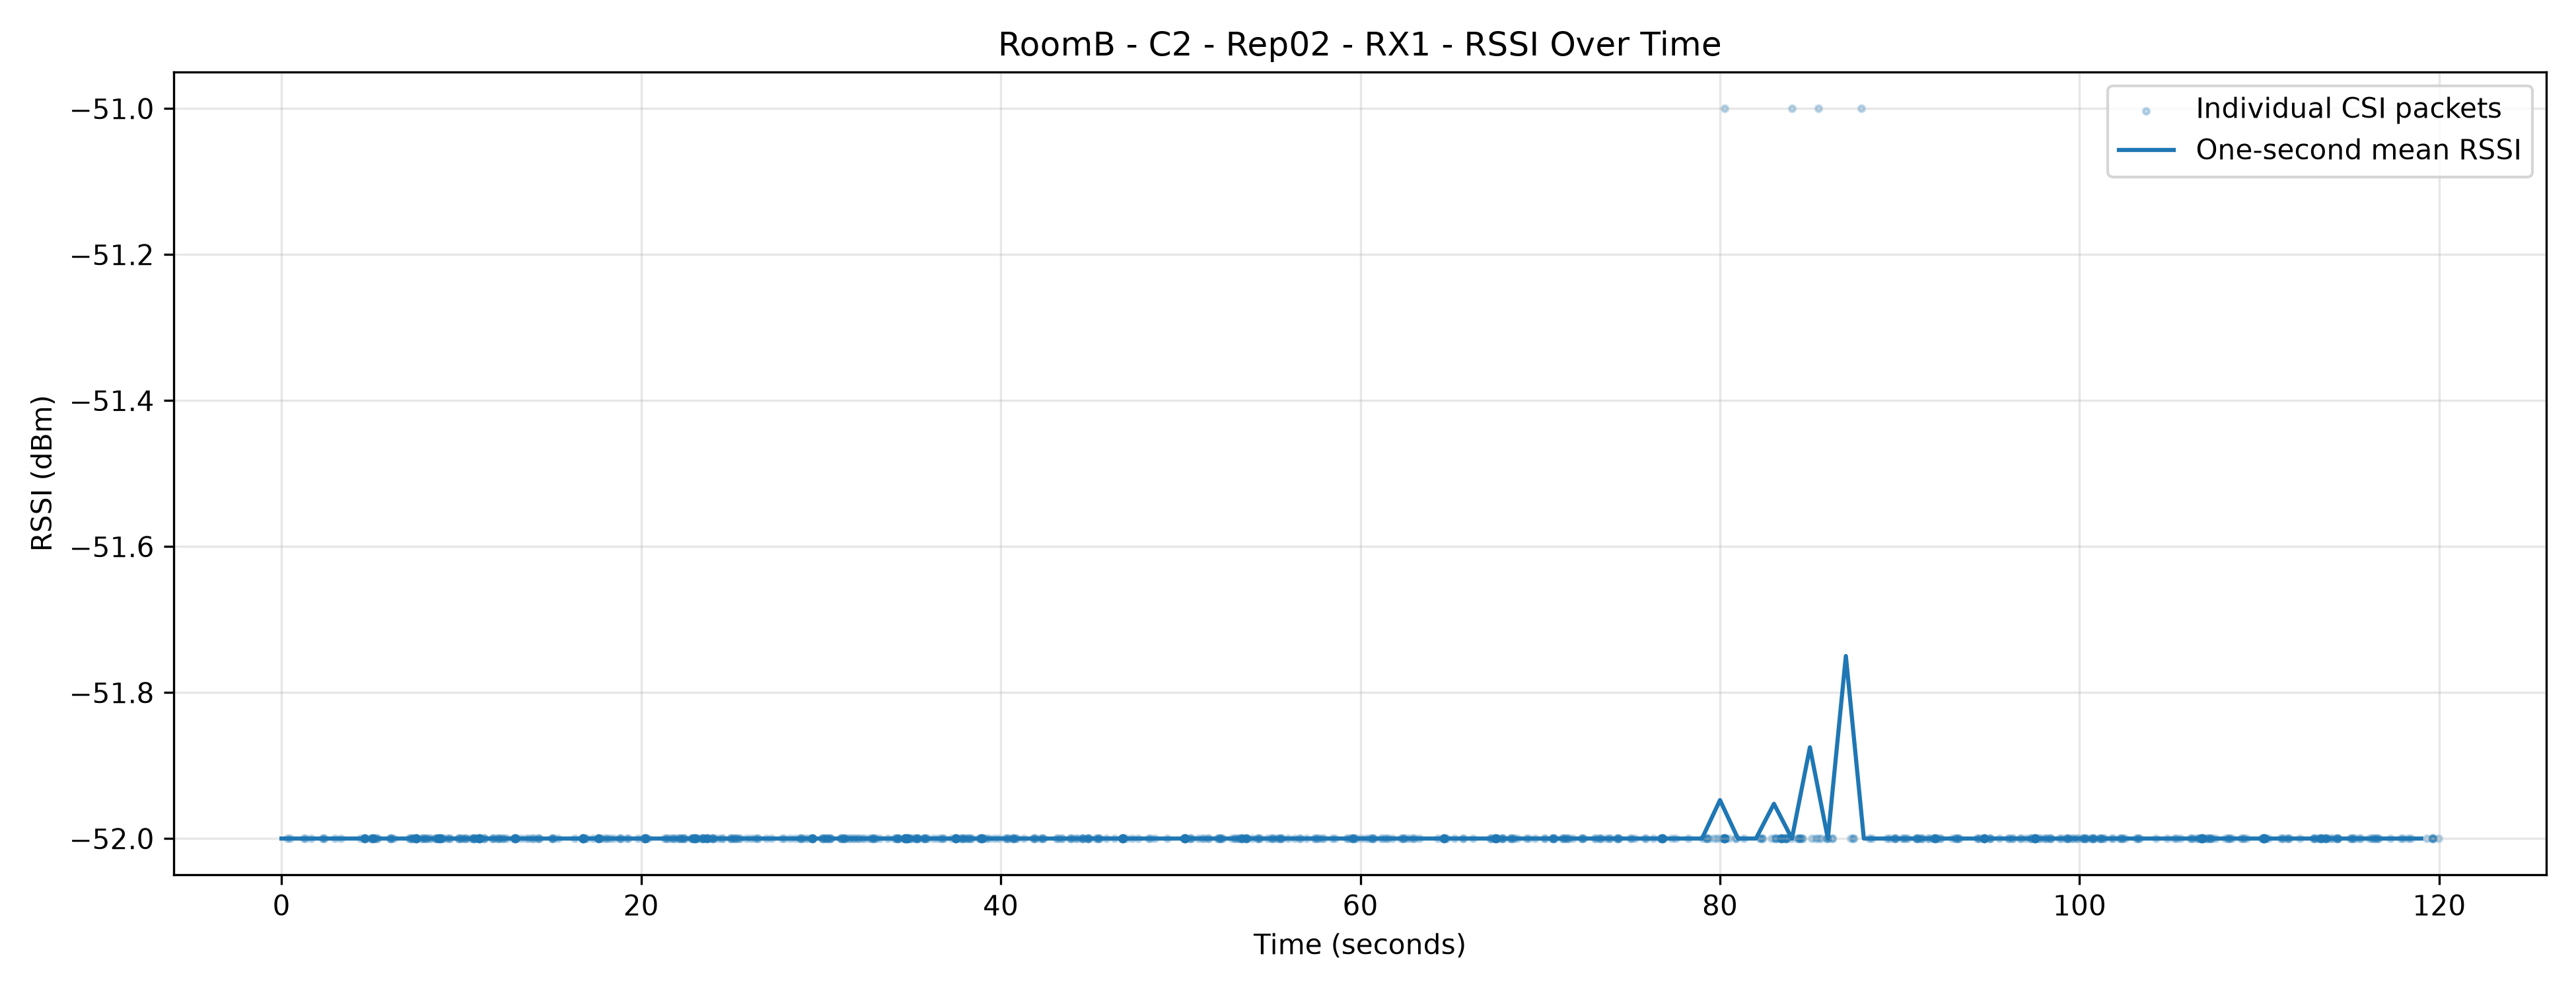 RoomB - C2 - Rep02 - RX1 - RSSI Over Time
RSSI (dBm)
−51.0
−51.2
−51.4
−51.6
−51.8
−52.0
Individual CSI packets
One-second mean RSSI
0 20 40 60 80 100 120
Time (seconds)